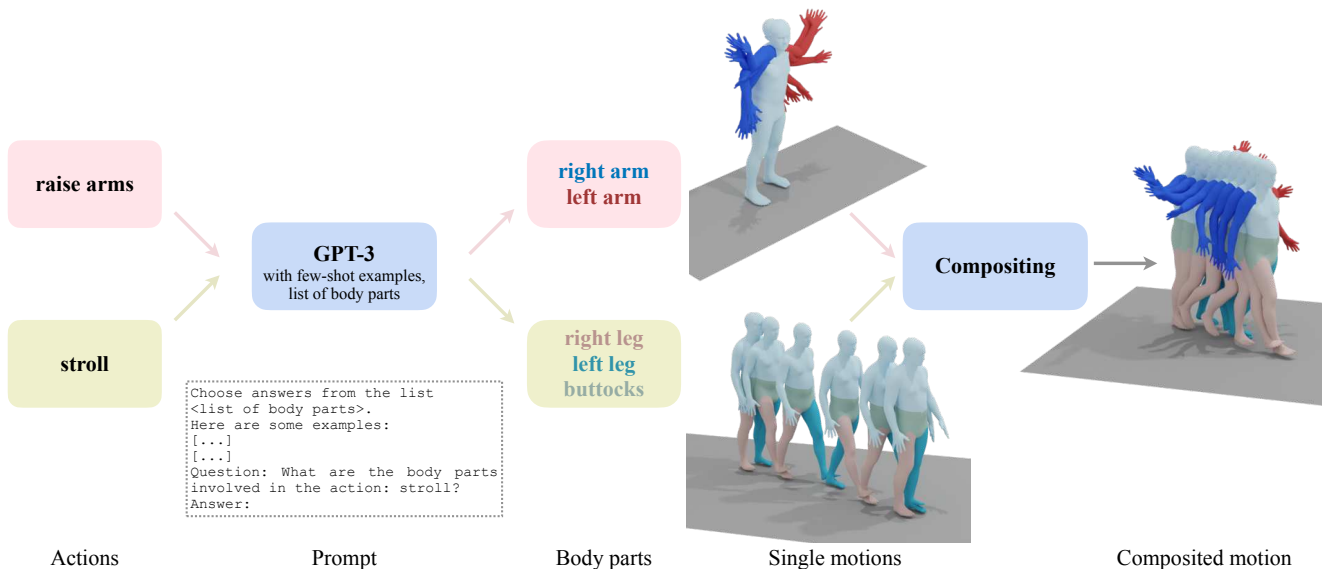 raise arms
stroll
GPT-3
with few-shot examples,
list of body parts
Choose answers from the list
<list of body parts>.
Here are some examples:
[...]
[...]
Question: What are the body parts
involved in the action: stroll?
Answer:
right arm
left arm
right leg
left leg
buttocks
Compositing
Actions
Prompt
Body parts
Single motions
Composited motion